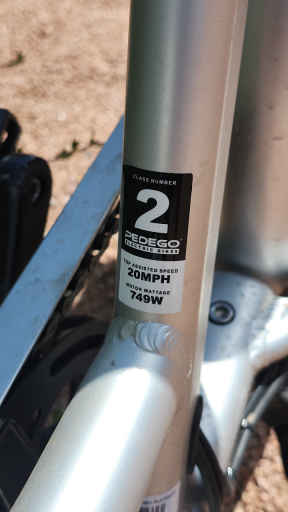 CLASS NUMBER
2
PEDEGO
ELECTRIC BIKES
TOP ASSISTED SPEED
20MPH
MOTOR WATTAGE
749W